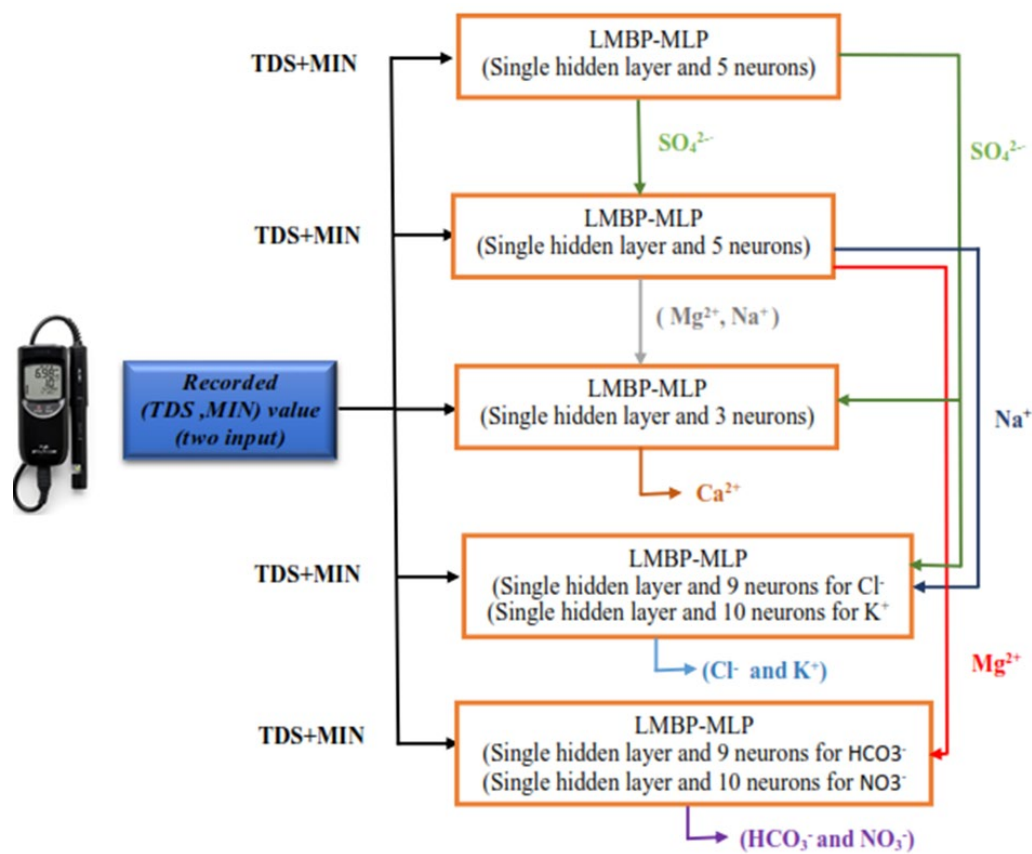 LMBP-MLP
(Single hidden layer and 5 neurons)
TDS+MIN
SO₄²⁻
SO₄²⁻
LMBP-MLP
(Single hidden layer and 5 neurons)
TDS+MIN
( Mg²⁺, Na⁺ )
Recorded
(TDS ,MIN) value
(two input)
LMBP-MLP
(Single hidden layer and 3 neurons)
Na⁺
Ca²⁺
TDS+MIN
LMBP-MLP
(Single hidden layer and 9 neurons for Cl⁻
(Single hidden layer and 10 neurons for K⁺
(Cl⁻ and K⁺)
Mg²⁺
TDS+MIN
LMBP-MLP
(Single hidden layer and 9 neurons for HCO3⁻
(Single hidden layer and 10 neurons for NO3⁻
(HCO₃⁻ and NO₃⁻)